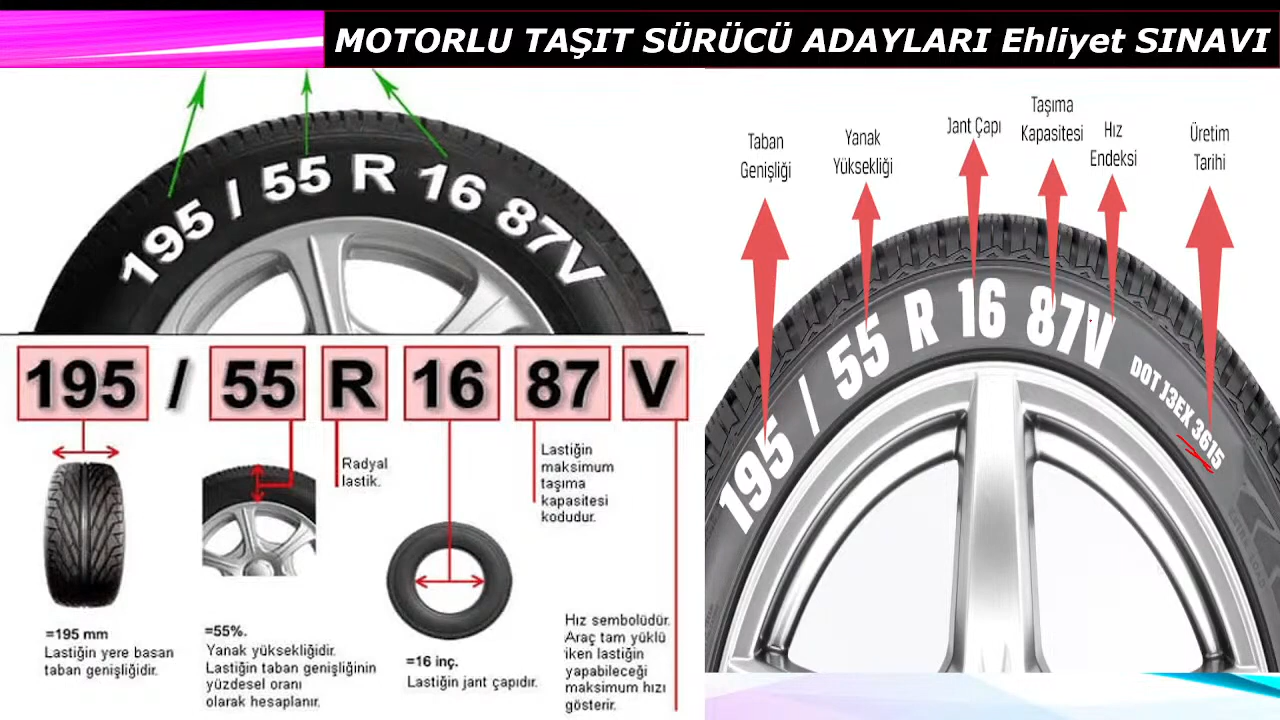 MOTORLU TAŞIT SÜRÜCÜ ADAYLARI Ehliyet SINAVI
195 / 55 R 16 87V
195 / 55 R 16 87 V
=195 mm
Lastiğin yere basan
taban genişliğidir.
=55%.
Yanak yüksekliğidir.
Lastiğin taban genişliğinin
yüzdesel oranı
olarak hesaplanır.
Radyal
lastik.
=16 inç.
Lastiğin jant çapıdır.
Lastiğin
maksimum
taşıma
kapasitesi
kodudur.
Hız sembolüdür.
Araç tam yüklü
iken lastiğin
yapabileceği
maksimum hızı
gösterir.
Taban
Genişliği
Yanak
Yüksekliği
Jant Çapı
Taşıma
Kapasitesi
Hız
Endeksi
Üretim
Tarihi
195 / 55 R 16 87V
DOT J3EX 3615